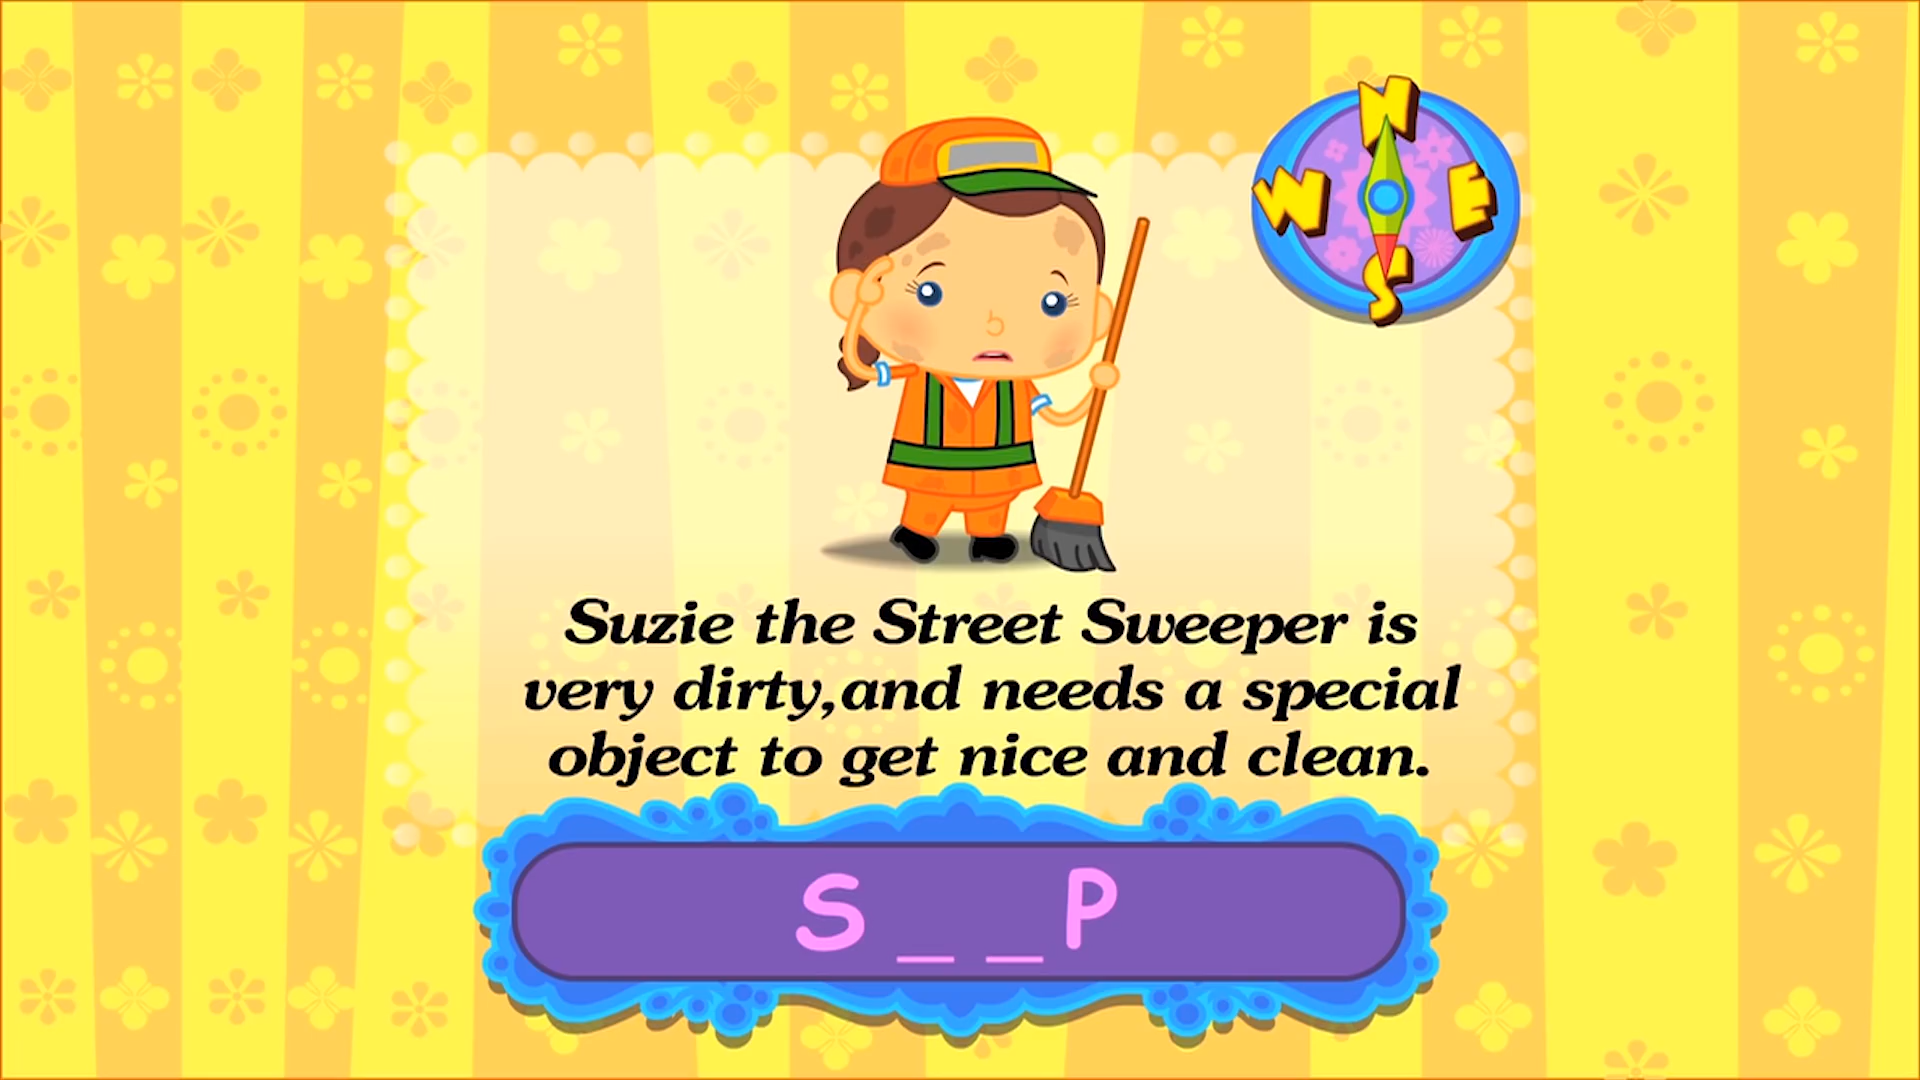 N
W E
S
Suzie the Street Sweeper is
very dirty,and needs a special
object to get nice and clean.
S _ _ P